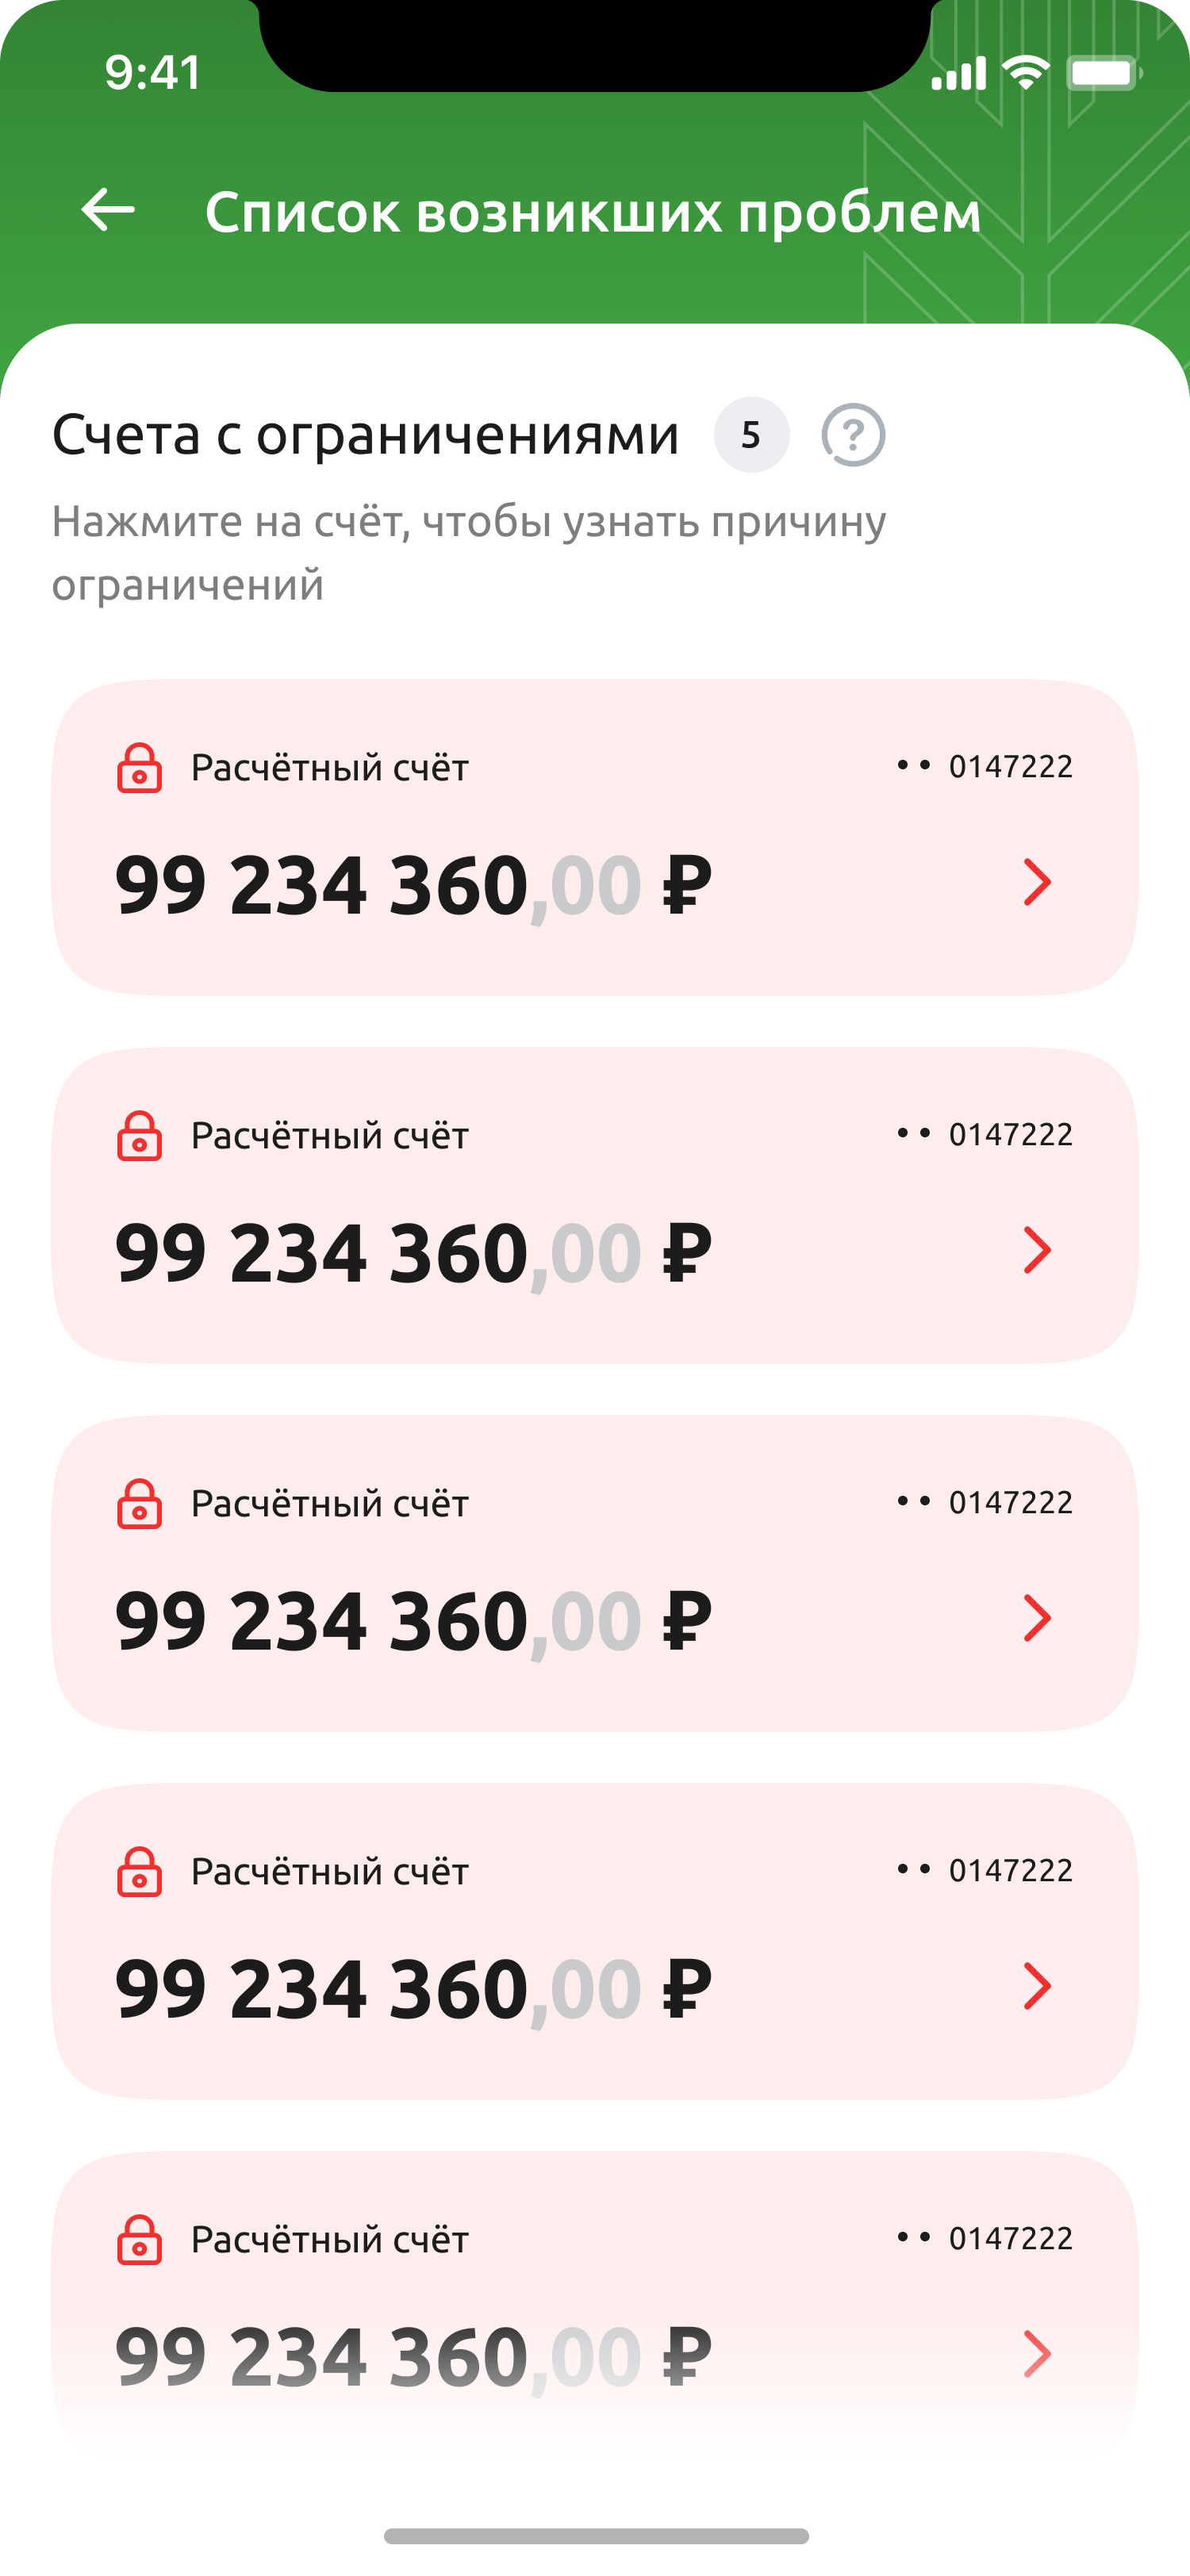 9:41
Список возникших проблем
Счета с ограничениями 5 ?
Нажмите на счёт, чтобы узнать причину
ограничений
Расчётный счёт •• 0147222
99 234 360,00 ₽
Расчётный счёт •• 0147222
99 234 360,00 ₽
Расчётный счёт •• 0147222
99 234 360,00 ₽
Расчётный счёт •• 0147222
99 234 360,00 ₽
Расчётный счёт •• 0147222
99 234 360,00 ₽